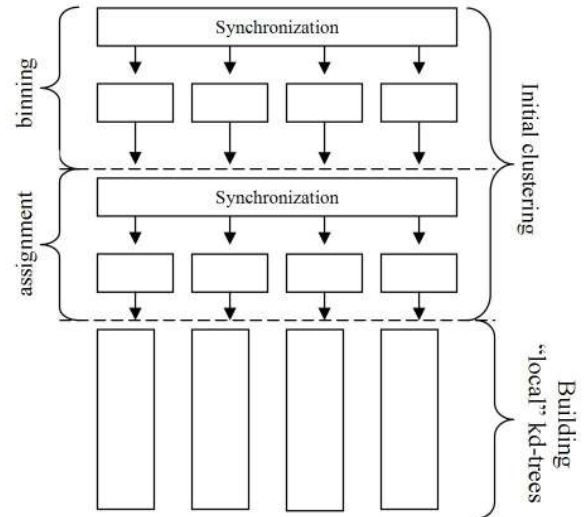 Synchronization
binning
Initial clustering
Synchronization
assignment
Building
“local” kd-trees